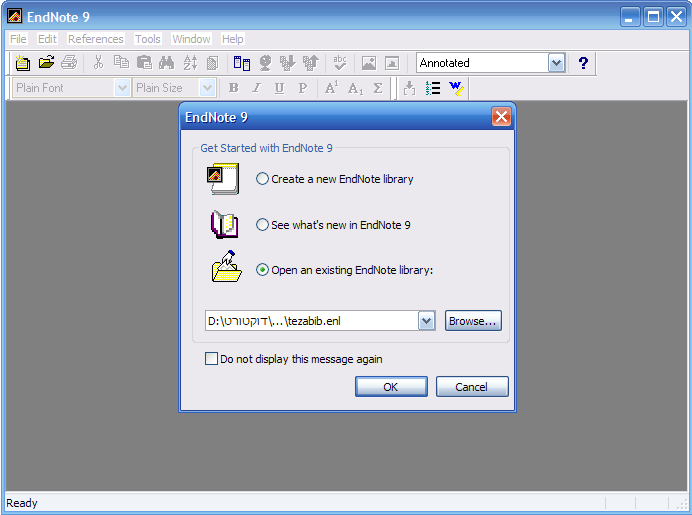 EndNote 9
File Edit References Tools Window Help
Annotated
Plain Font Plain Size B I U P A1 A1 Σ
EndNote 9
Get Started with EndNote 9
Create a new EndNote library
See what's new in EndNote 9
Open an existing EndNote library:
D:\דוקטורט\...\tezabib.enl Browse...
Do not display this message again
OK Cancel
Ready